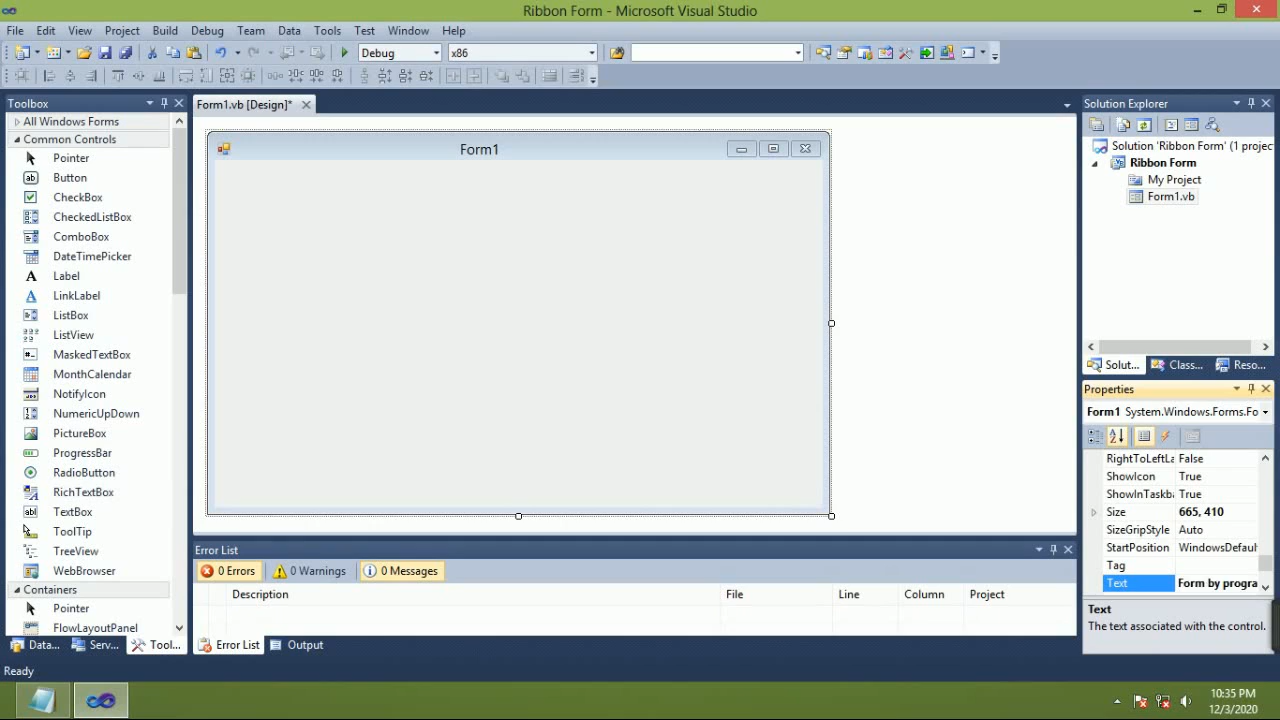 Ribbon Form - Microsoft Visual Studio
File Edit View Project Build Debug Team Data Tools Test Window Help
Debug x86
Toolbox
All Windows Forms
Common Controls
Pointer
Button
CheckBox
CheckedListBox
ComboBox
DateTimePicker
Label
LinkLabel
ListBox
ListView
MaskedTextBox
MonthCalendar
NotifyIcon
NumericUpDown
PictureBox
ProgressBar
RadioButton
RichTextBox
TextBox
ToolTip
TreeView
WebBrowser
Containers
Pointer
FlowLayoutPanel
Data... Serv... Tool...
Form1.vb [Design]*
Form1
Error List
0 Errors 0 Warnings 0 Messages
Description File Line Column Project
Error List Output
Solution Explorer
Solution 'Ribbon Form' (1 projec
Ribbon Form
My Project
Form1.vb
Solut... Class... Reso...
Properties
Form1 System.Windows.Forms.Fo
RightToLeftLa False
ShowIcon True
ShowInTaskba True
Size 665, 410
SizeGripStyle Auto
StartPosition WindowsDefaul
Tag
Text Form by progra
Text
The text associated with the control.
Ready
10:35 PM
12/3/2020